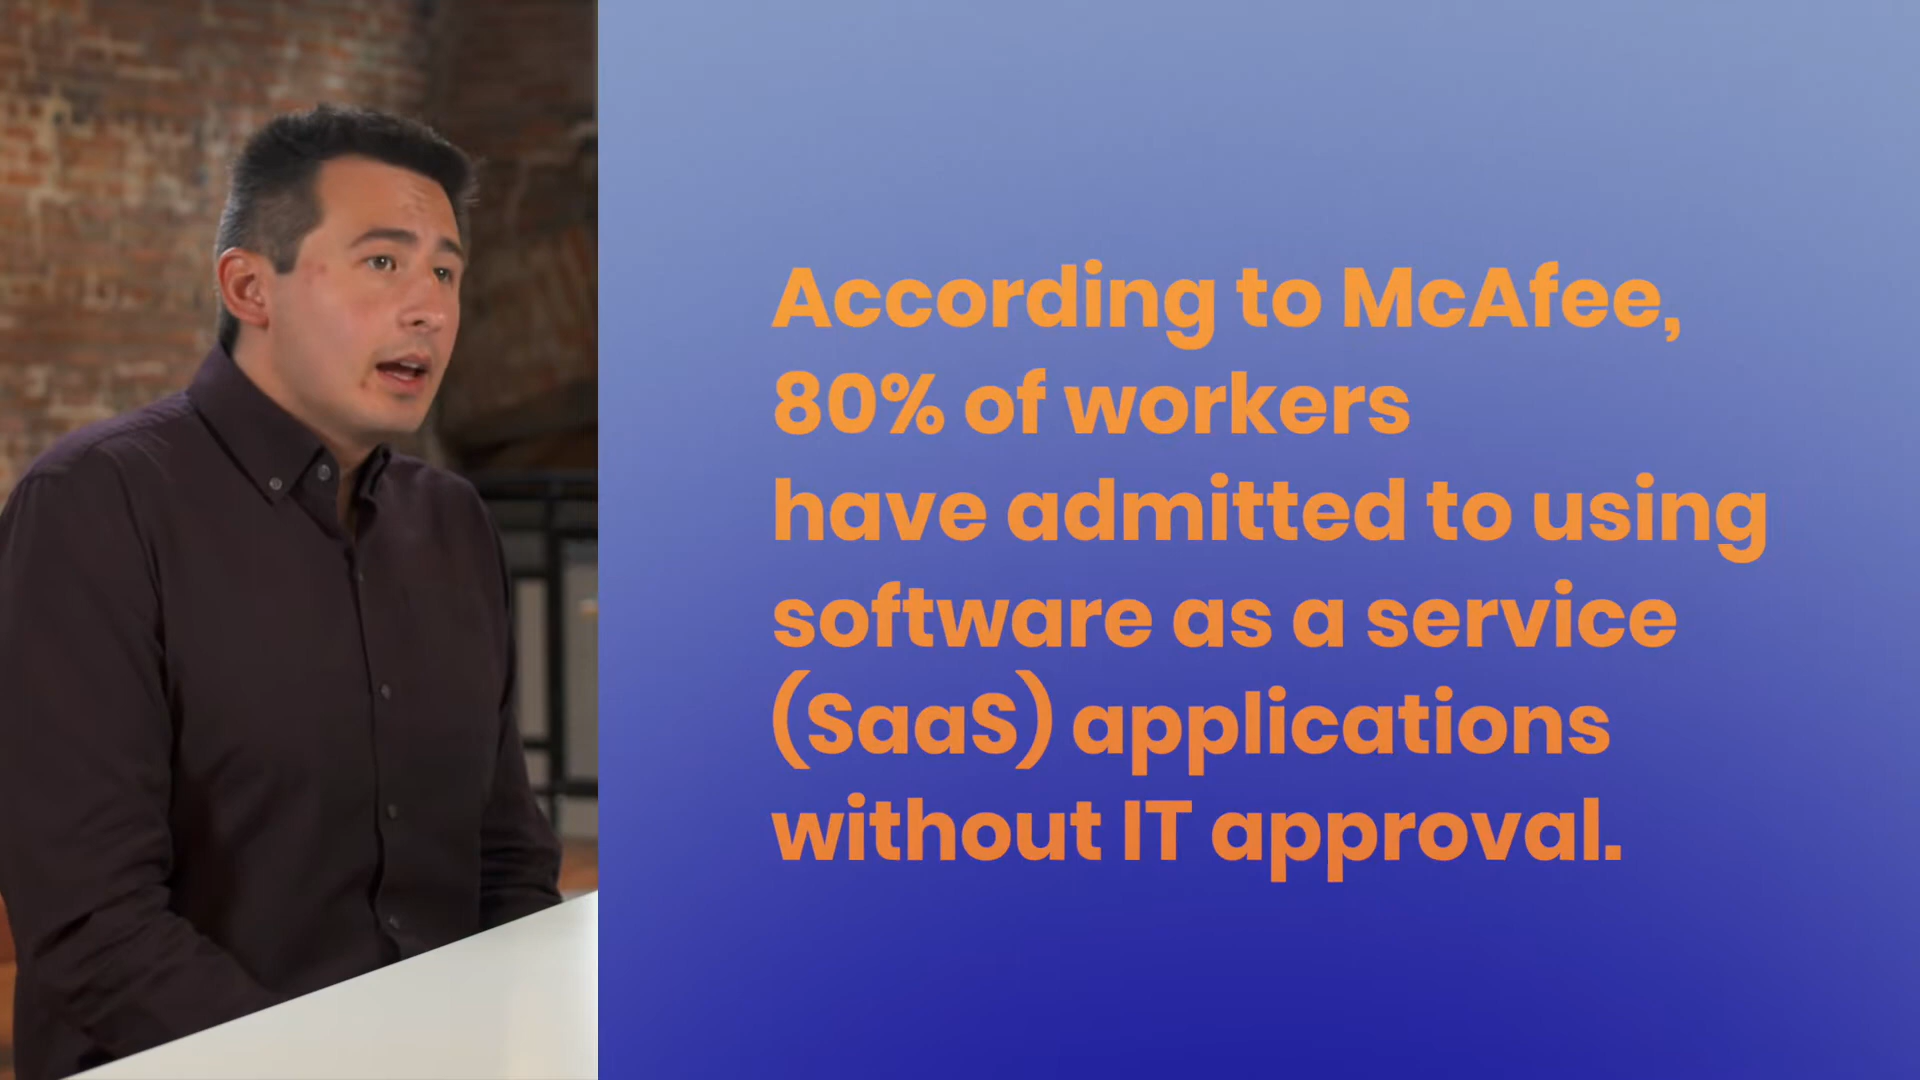 According to McAfee,
80% of workers
have admitted to using
software as a service
(SaaS) applications
without IT approval.